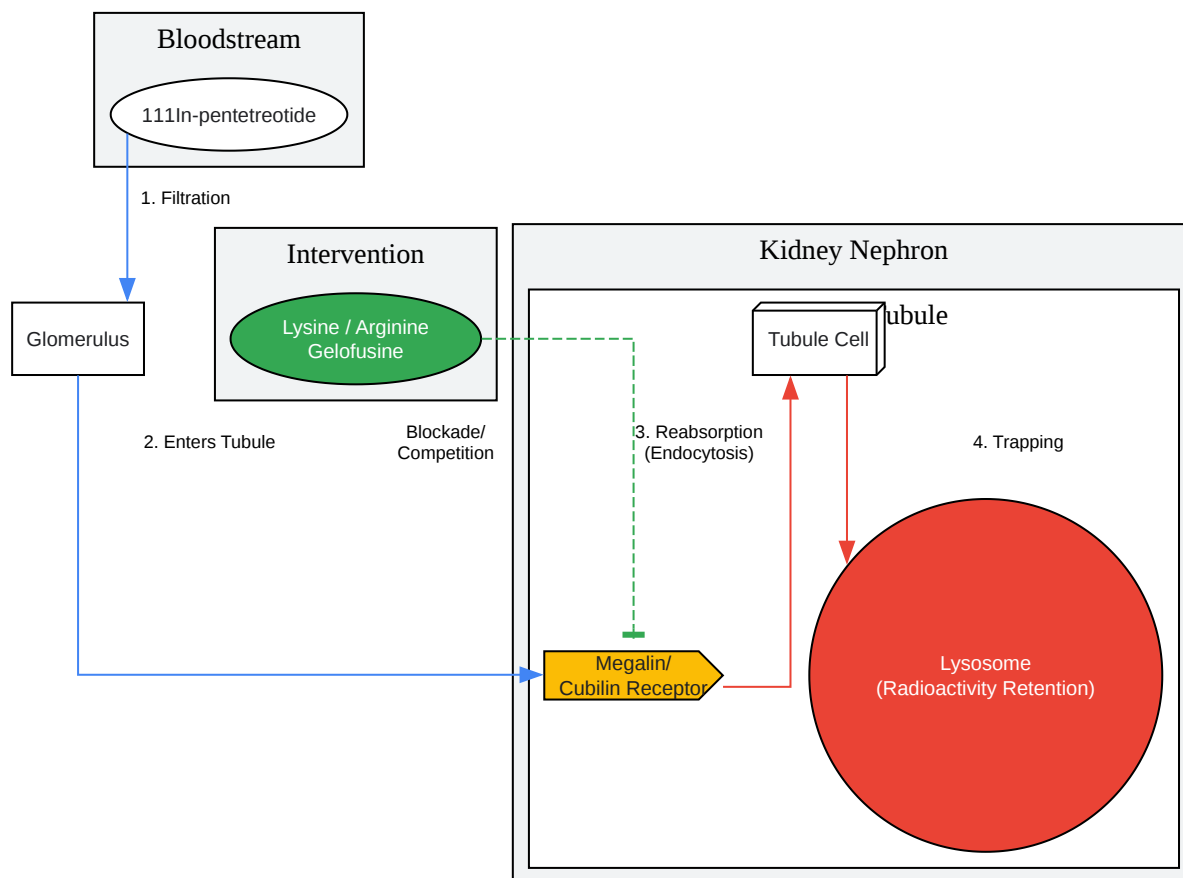 Bloodstream
111In-pentetreotide
1. Filtration
Intervention
Kidney Nephron
Lysine / Arginine
Gelofusine
Glomerulus
Tubule Cell
ubule
2. Enters Tubule
Blockade/
Competition
3. Reabsorption
(Endocytosis)
4. Trapping
Megalin/
Cubilin Receptor
Lysosome
(Radioactivity Retention)